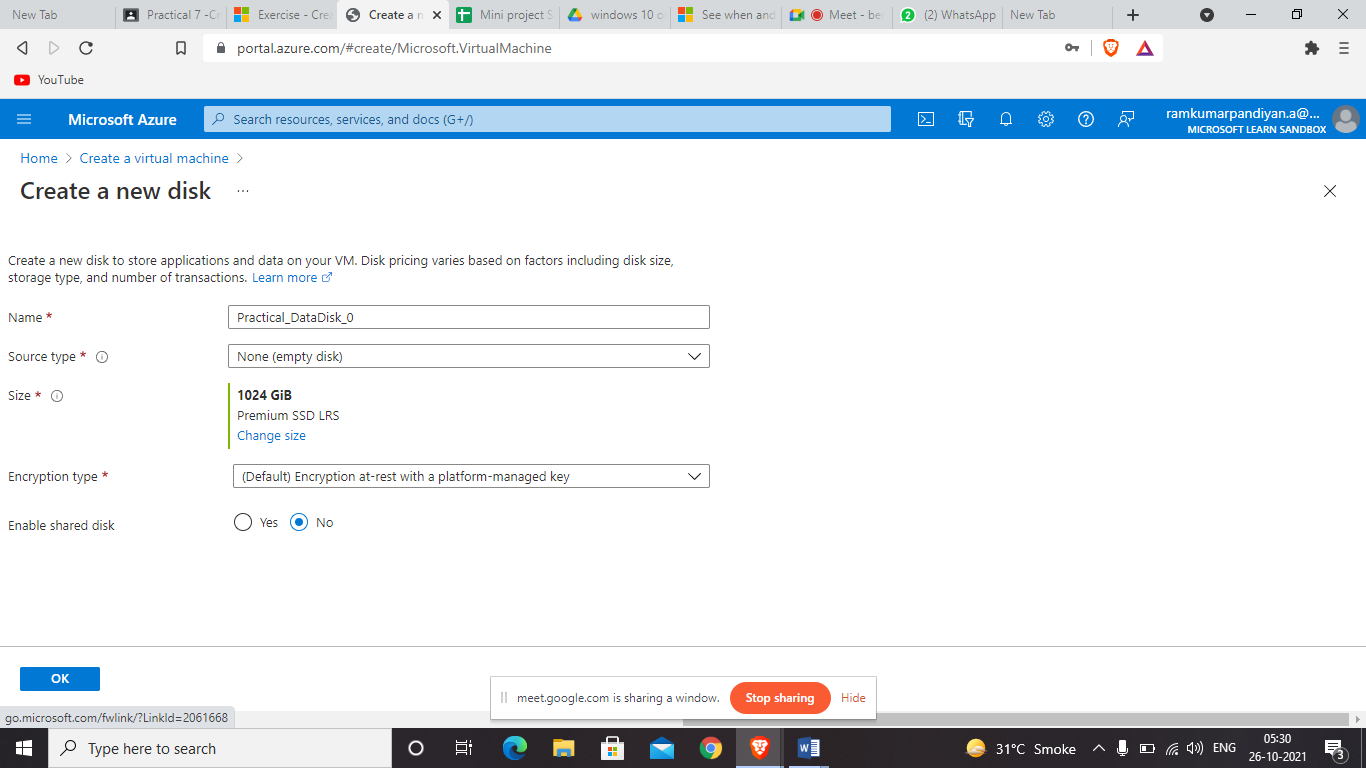 New Tab
Practical 7 -Cr
Exercise - Crea
Create a n
Mini project S
windows 10 o
See when and
Meet - be
(2) WhatsApp
New Tab
portal.azure.com/#create/Microsoft.VirtualMachine
YouTube
Microsoft Azure
Search resources, services, and docs (G+/)
ramkumarpandiyan.a@...
MICROSOFT LEARN SANDBOX
Home > Create a virtual machine >
Create a new disk ...
Create a new disk to store applications and data on your VM. Disk pricing varies based on factors including disk size,
storage type, and number of transactions. Learn more
Name *
Practical_DataDisk_0
Source type *
None (empty disk)
Size *
1024 GiB
Premium SSD LRS
Change size
Encryption type *
(Default) Encryption at-rest with a platform-managed key
Enable shared disk
Yes
No
OK
meet.google.com is sharing a window.
Stop sharing
Hide
go.microsoft.com/fwlink/?LinkId=2061668
Type here to search
31°C Smoke
ENG
05:30
26-10-2021
3